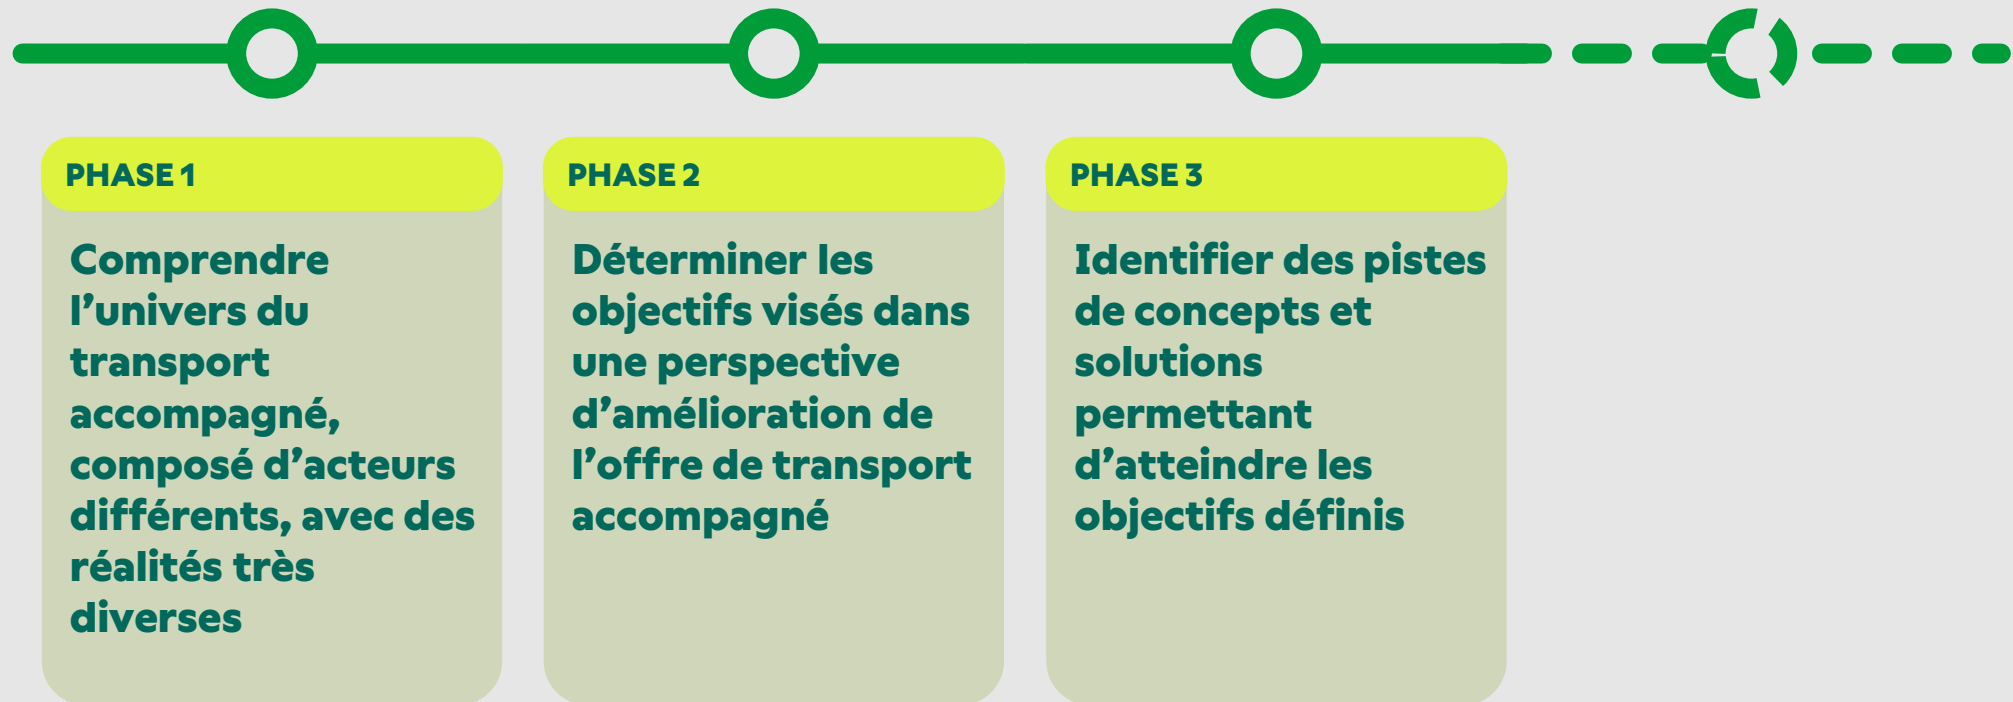 PHASE 1
Comprendre
l’univers du
transport
accompagné,
composé d’acteurs
différents, avec des
réalités très
diverses
PHASE 2
Déterminer les
objectifs visés dans
une perspective
d’amélioration de
l’offre de transport
accompagné
PHASE 3
Identifier des pistes
de concepts et
solutions
permettant
d’atteindre les
objectifs définis